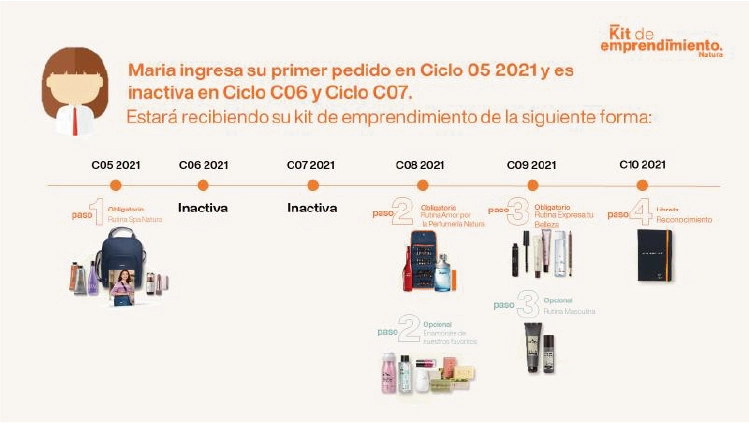 Kit de
emprendimiento.
Natura
Maria ingresa su primer pedido en Ciclo 05 2021 y es
inactiva en Ciclo C06 y Ciclo C07.
Estará recibiendo su kit de emprendimiento de la siguiente forma:
C05 2021
C06 2021
C07 2021
C08 2021
C09 2021
C10 2021
paso 1 Obligatorio
Rutina Spa Natura
Inactiva
Inactiva
paso 2 Obligatorio
Rutina Amor por
la Perfumería Natura
paso 3 Obligatorio
Rutina Expresa tu
Belleza
paso 4
Reconocimiento
paso 2 Opcional
Enamórate de
nuestros favoritos
paso 3 Opcional
Rutina Masculina